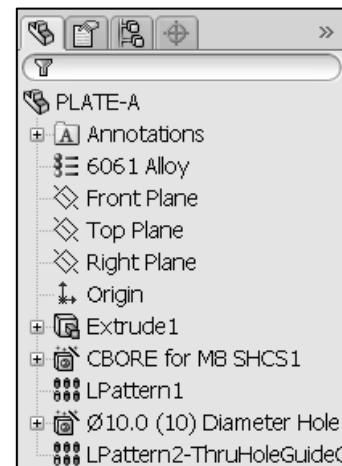 »
PLATE-A
A Annotations
6061 Alloy
Front Plane
Top Plane
Right Plane
Origin
Extrude1
CBORE for M8 SHCS1
LPattern1
Ø10.0 (10) Diameter Hole
LPattern2-ThruHoleGuideC